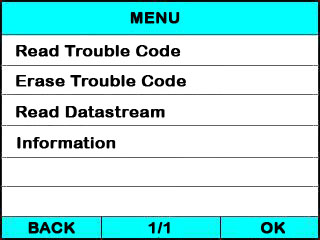 MENU
Read Trouble Code
Erase Trouble Code
Read Datastream
Information
BACK 1/1 OK